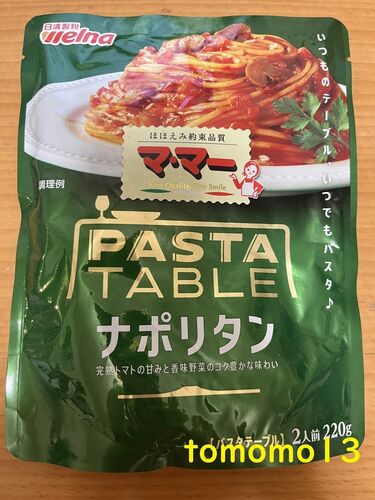 日清製粉
Welna
いつものテーブル、いつでもパスタ♪
ほほえみ約束品質
マ・マー
Fine Quality, Fine Smile
調理例
PASTA
TABLE
ナポリタン
完熟トマトの甘みと香味野菜のコク豊かな味わい
【パスタテーブル】 2人前 220g
tomomo13